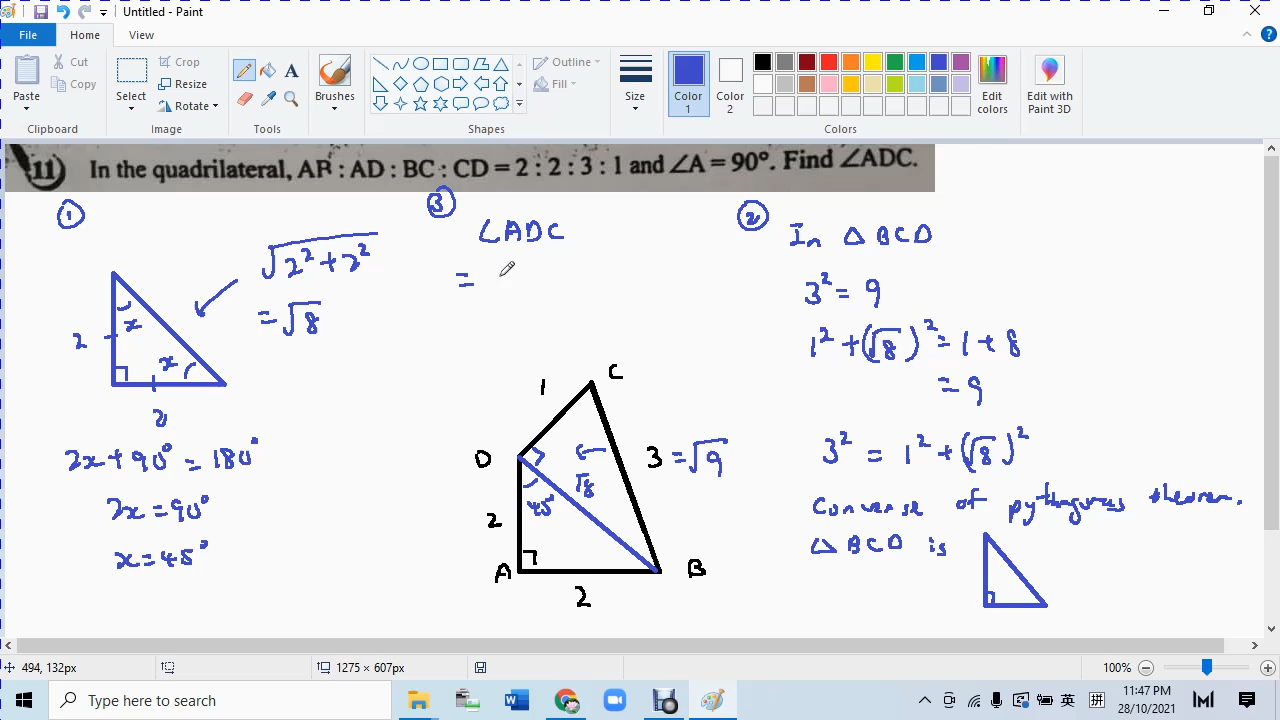 Untitled - Paint
File Home View
Paste Cut Copy Clipboard
Select Crop Resize Rotate Image
A Tools
Brushes
Outline Fill Shapes
Size
Color 1 Color 2 Edit colors Colors
Edit with Paint 3D
11) In the quadrilateral, AB : AD : BC : CD = 2 : 2 : 3 : 1 and ∠A = 90°. Find ∠ADC.
①
√2²+2²
= √8
2
x
x
2
2x+90°=180°
2x=90°
x=45°
③
∠ADC
=
C
1
D
3 = √9
√8
45°
2
A
B
2
②
In △ BCD
3² = 9
1² + (√8)² = 1 + 8
= 9
3² = 1² + (√8)²
Converse of pythagoras theorem.
△ BCD is
494, 132px
1275 × 607px
100%
Type here to search
英 拼
11:47 PM
28/10/2021